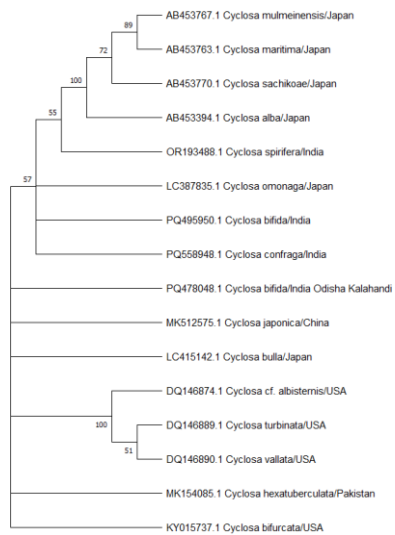 89
AB453767.1 Cyclosa mulmeinensis/Japan
72
AB453763.1 Cyclosa maritima/Japan
100
AB453770.1 Cyclosa sachikoae/Japan
55
AB453394.1 Cyclosa alba/Japan
OR193488.1 Cyclosa spirifera/India
57
LC387835.1 Cyclosa omonaga/Japan
PQ495950.1 Cyclosa bifida/India
PQ558948.1 Cyclosa confraga/India
PQ478048.1 Cyclosa bifida/India Odisha Kalahandi
MK512575.1 Cyclosa japonica/China
LC415142.1 Cyclosa bulla/Japan
DQ146874.1 Cyclosa cf. albisternis/USA
100
DQ146889.1 Cyclosa turbinata/USA
51
DQ146890.1 Cyclosa vallata/USA
MK154085.1 Cyclosa hexatuberculata/Pakistan
KY015737.1 Cyclosa bifurcata/USA